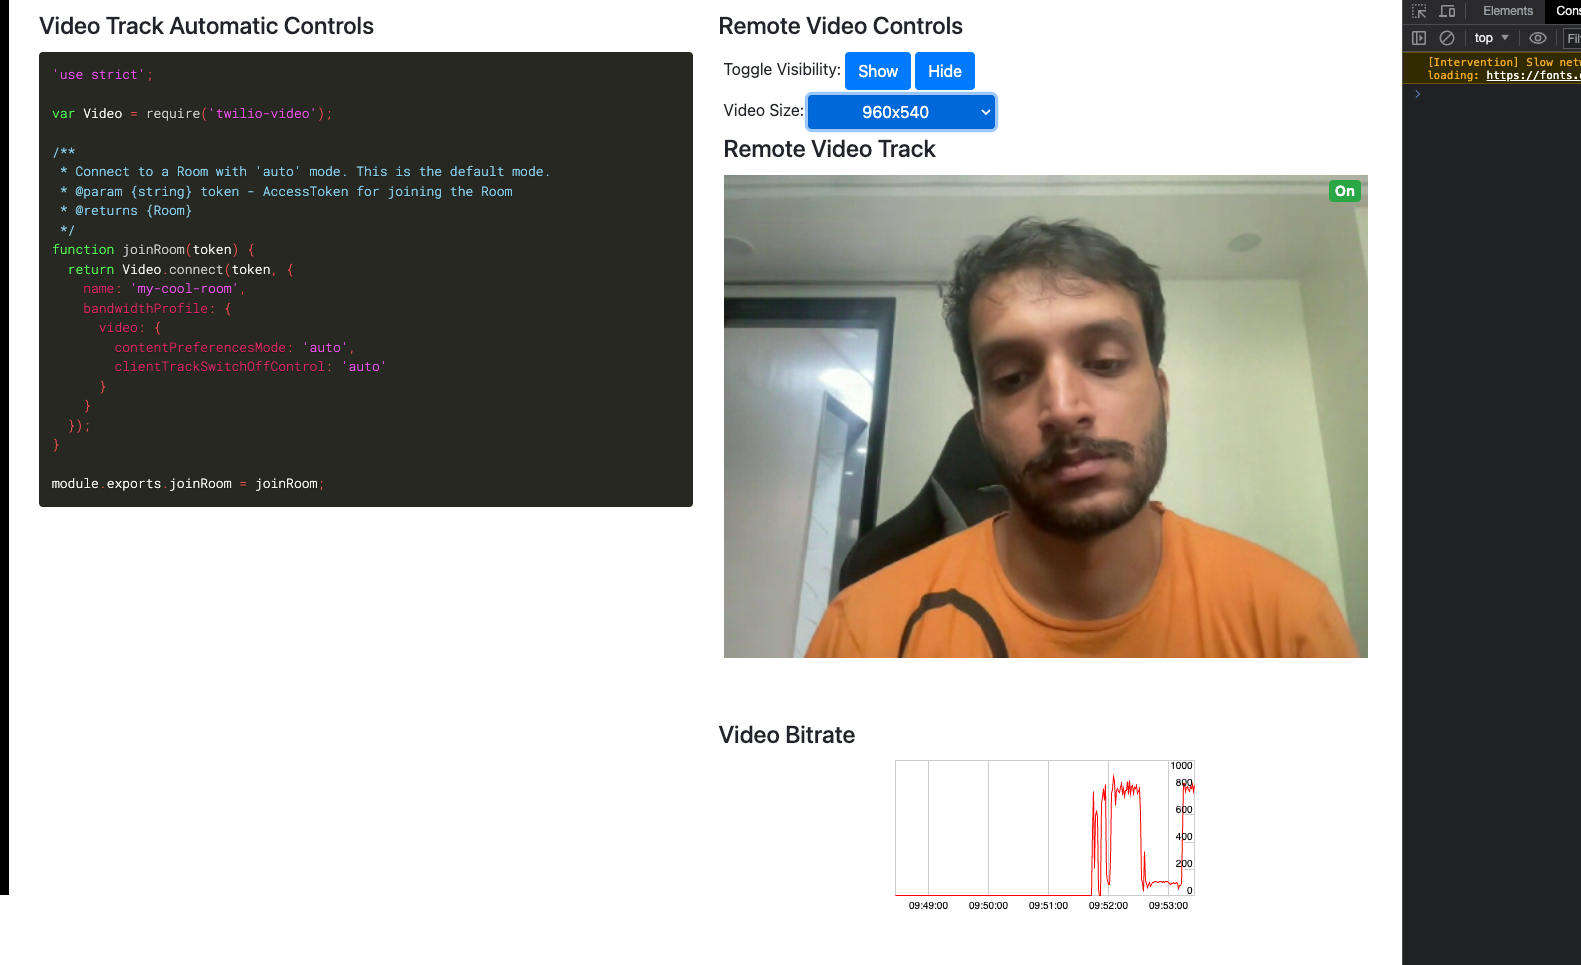 Video Track Automatic Controls
'use strict';
var Video = require('twilio-video');
/**
* Connect to a Room with 'auto' mode. This is the default mode.
* @param {string} token - AccessToken for joining the Room
* @returns {Room}
*/
function joinRoom(token) {
return Video.connect(token, {
name: 'my-cool-room',
bandwidthProfile: {
video: {
contentPreferencesMode: 'auto',
clientTrackSwitchOffControl: 'auto'
}
}
});
}
module.exports.joinRoom = joinRoom;
Remote Video Controls
Toggle Visibility: Show Hide
Video Size: 960x540
Remote Video Track
On
Video Bitrate
1000
800
600
400
200
0
09:49:00 09:50:00 09:51:00 09:52:00 09:53:00
Elements
top
[Intervention] Slow
loading: